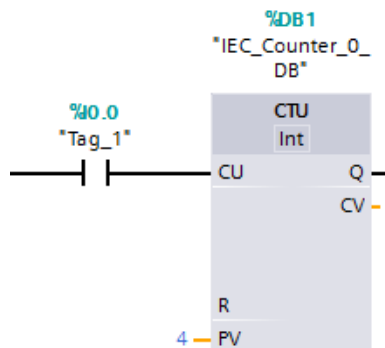 %DB1
"IEC_Counter_0_
DB"
%I0.0
"Tag_1"
CTU
Int
CU
Q
CV
R
4
PV